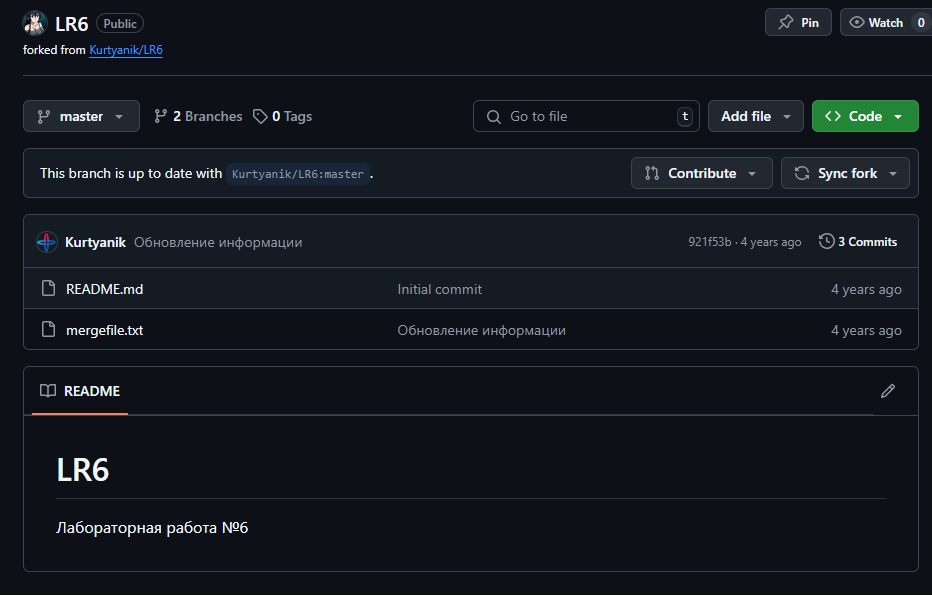 LR6 Public Pin Watch 0
forked from Kurtyanik/LR6
master 2 Branches 0 Tags Go to file t Add file Code
This branch is up to date with Kurtyanik/LR6:master . Contribute Sync fork
Kurtyanik Обновление информации 921f53b · 4 years ago 3 Commits
README.md Initial commit 4 years ago
mergefile.txt Обновление информации 4 years ago
README
LR6
Лабораторная работа №6